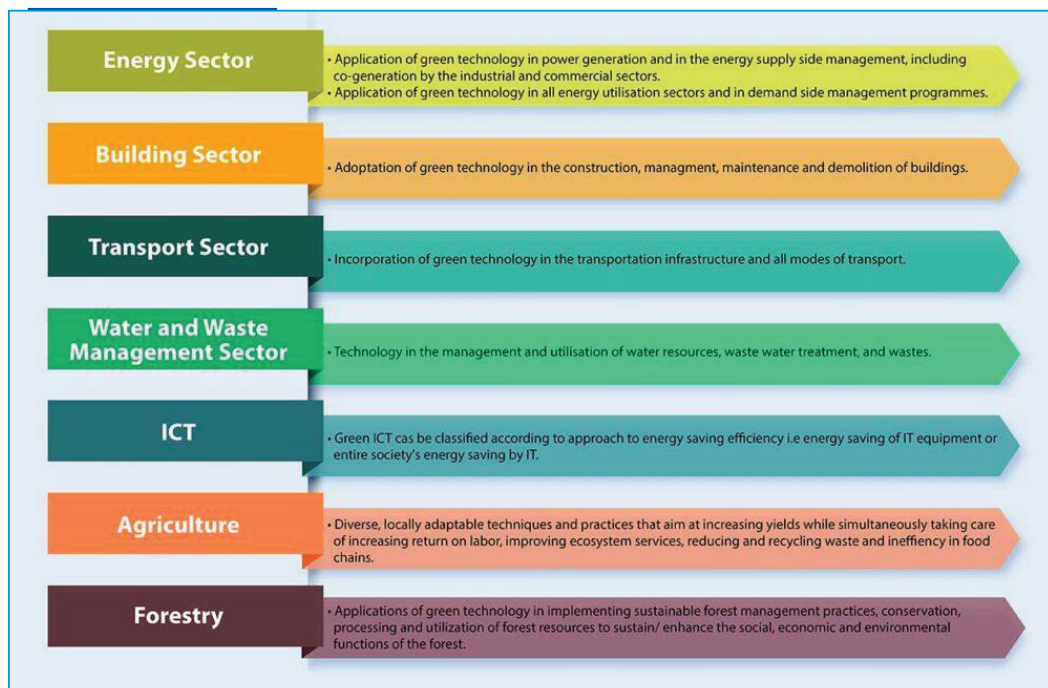 Energy Sector
• Application of green technology in power generation and in the energy supply side management, including
co-generation by the industrial and commercial sectors.
• Application of green technology in all energy utilisation sectors and in demand side management programmes.
Building Sector
• Adoptation of green technology in the construction, managment, maintenance and demolition of buildings.
Transport Sector
• Incorporation of green technology in the transportation infrastructure and all modes of transport.
Water and Waste
Management Sector
• Technology in the management and utilisation of water resources, waste water treatment, and wastes.
ICT
• Green ICT cas be classified according to approach to energy saving efficiency i.e energy saving of IT equipment or
entire society's energy saving by IT.
Agriculture
• Diverse, locally adaptable techniques and practices that aim at increasing yields while simultaneously taking care
of increasing return on labor, improving ecosystem services, reducing and recycling waste and ineffiency in food
chains.
Forestry
• Applications of green technology in implementing sustainable forest management practices, conservation,
processing and utilization of forest resources to sustain/ enhance the social, economic and environmental
functions of the forest.